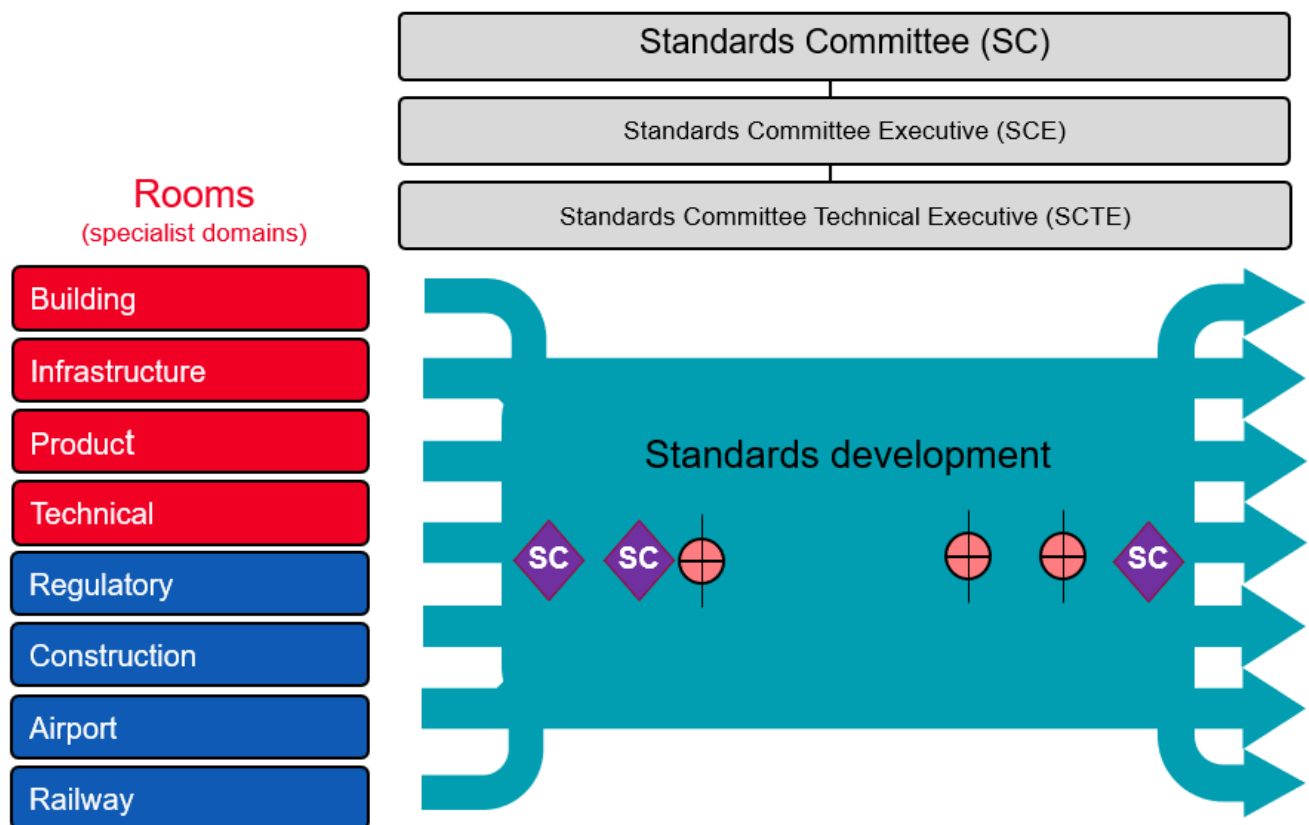 Standards Committee (SC)
Standards Committee Executive (SCE)
Standards Committee Technical Executive (SCTE)
Rooms
(specialist domains)
Building
Infrastructure
Product
Technical
Regulatory
Construction
Airport
Railway
Standards development
SC
SC
SC